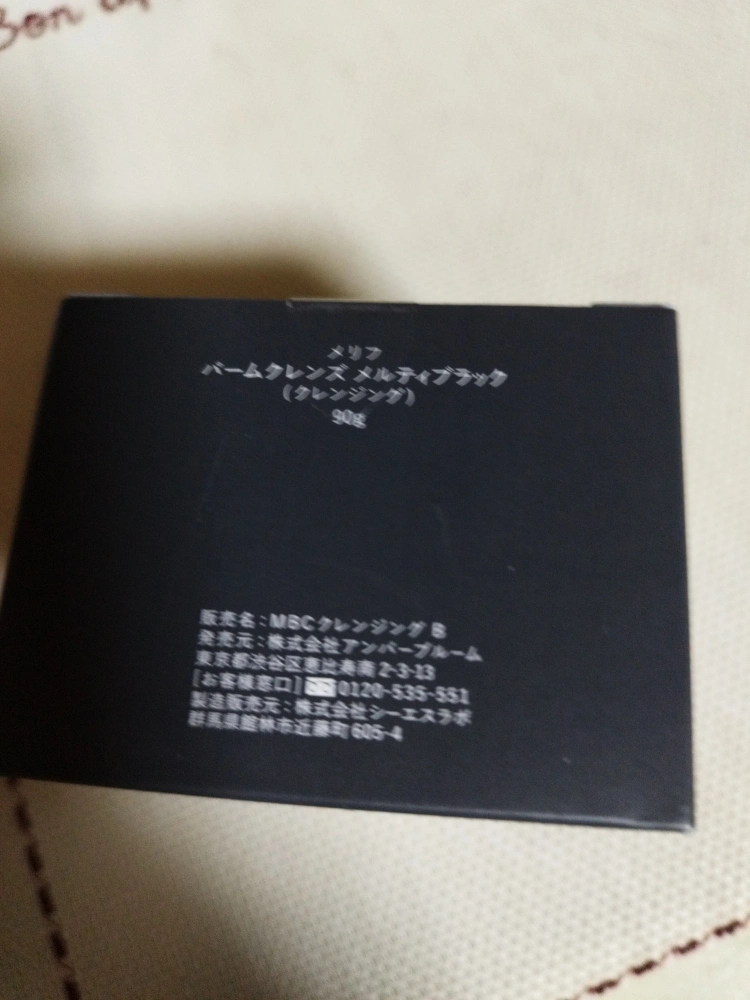 Bon
メリフ
バームクレンズ メルティブラック
(クレンジング)
90g
販売名：MBCクレンジング B
発売元：株式会社アンバーブルーム
東京都渋谷区恵比寿南2-3-13
[お客様窓口] 0120-535-551
製造販売元：株式会社シーエスラボ
群馬県館林市近藤町605-4